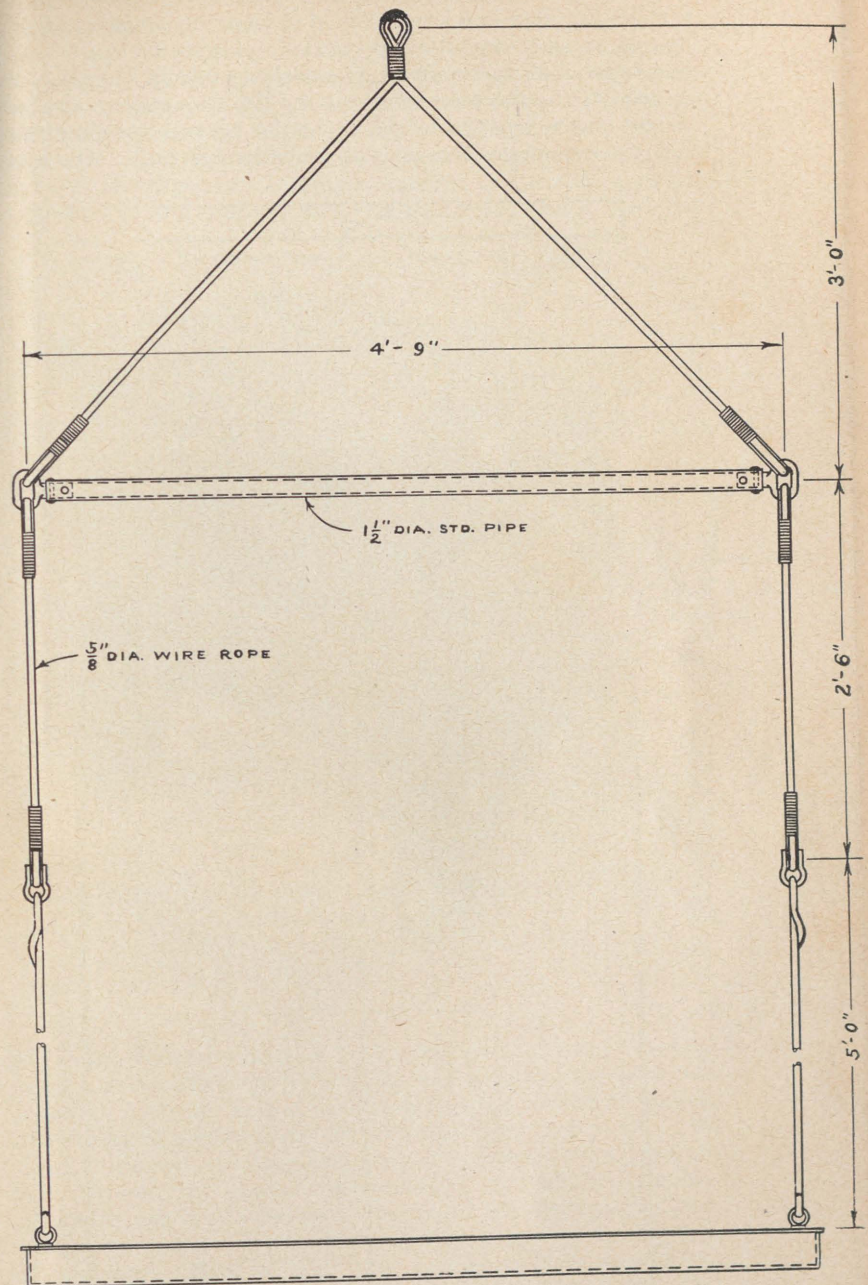 3'-0"
4'-9"
1 1/2" DIA. STD. PIPE
5/8" DIA. WIRE ROPE
2'-6"
5'-0"